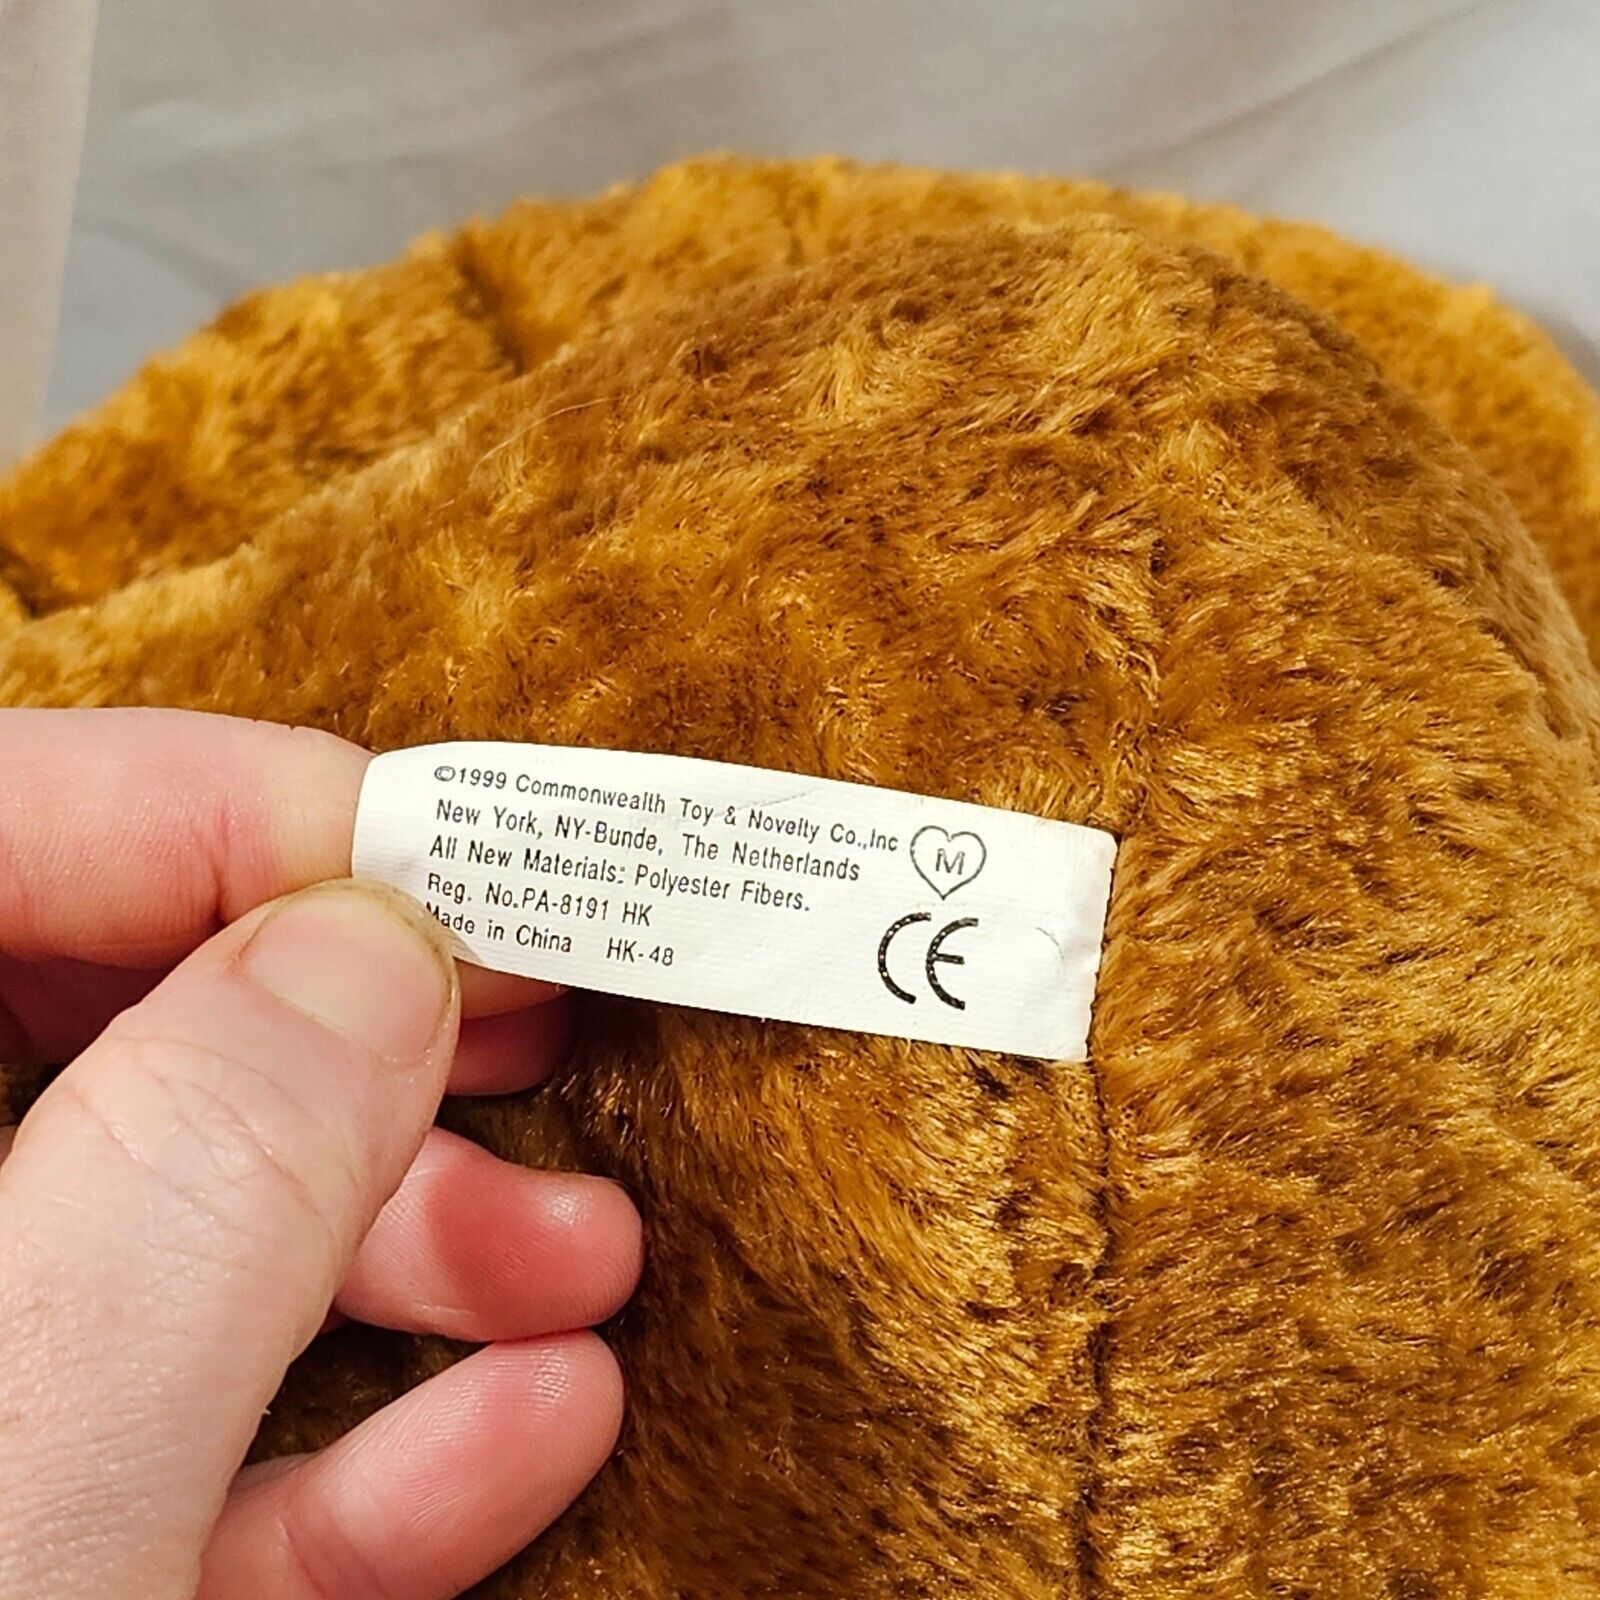 ©1999 Commonwealth Toy & Novelty Co.,Inc
New York, NY-Bunde, The Netherlands
All New Materials: Polyester Fibers.
Reg. No.PA-8191 HK
Made in China HK-48
M
CE